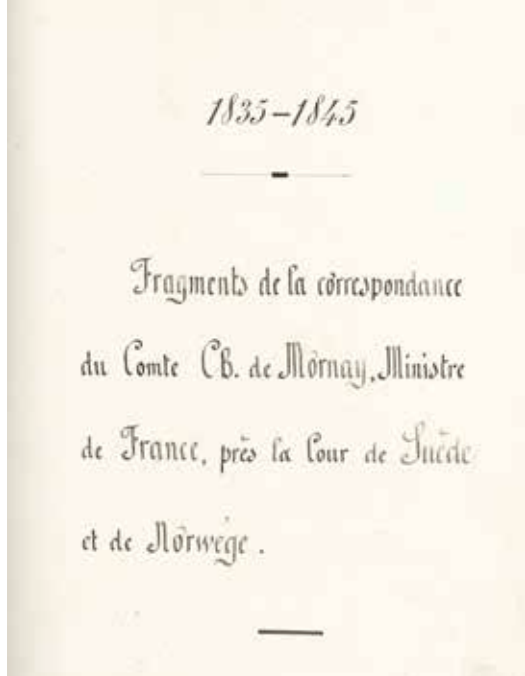 1835-1845
Fragments de la correspondance
du Comte Ch. de Mornay, Ministre
de France, près la Cour de Suède
et de Norwége.